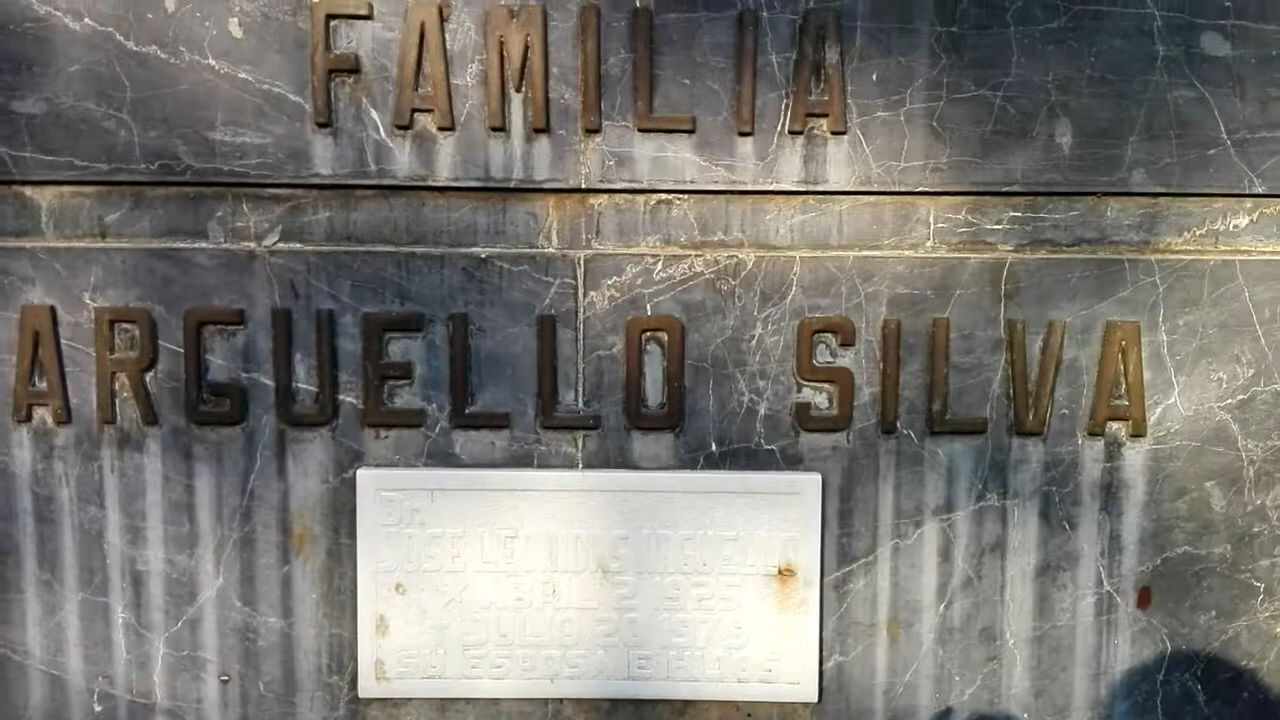 FAMILIA
ARGUELLO SILVA
Dr.
JOSE LEONIDAS ARGUELLO
ABRIL 2 1925
JULIO 20 1979
SU ESPOSA E HIJOS